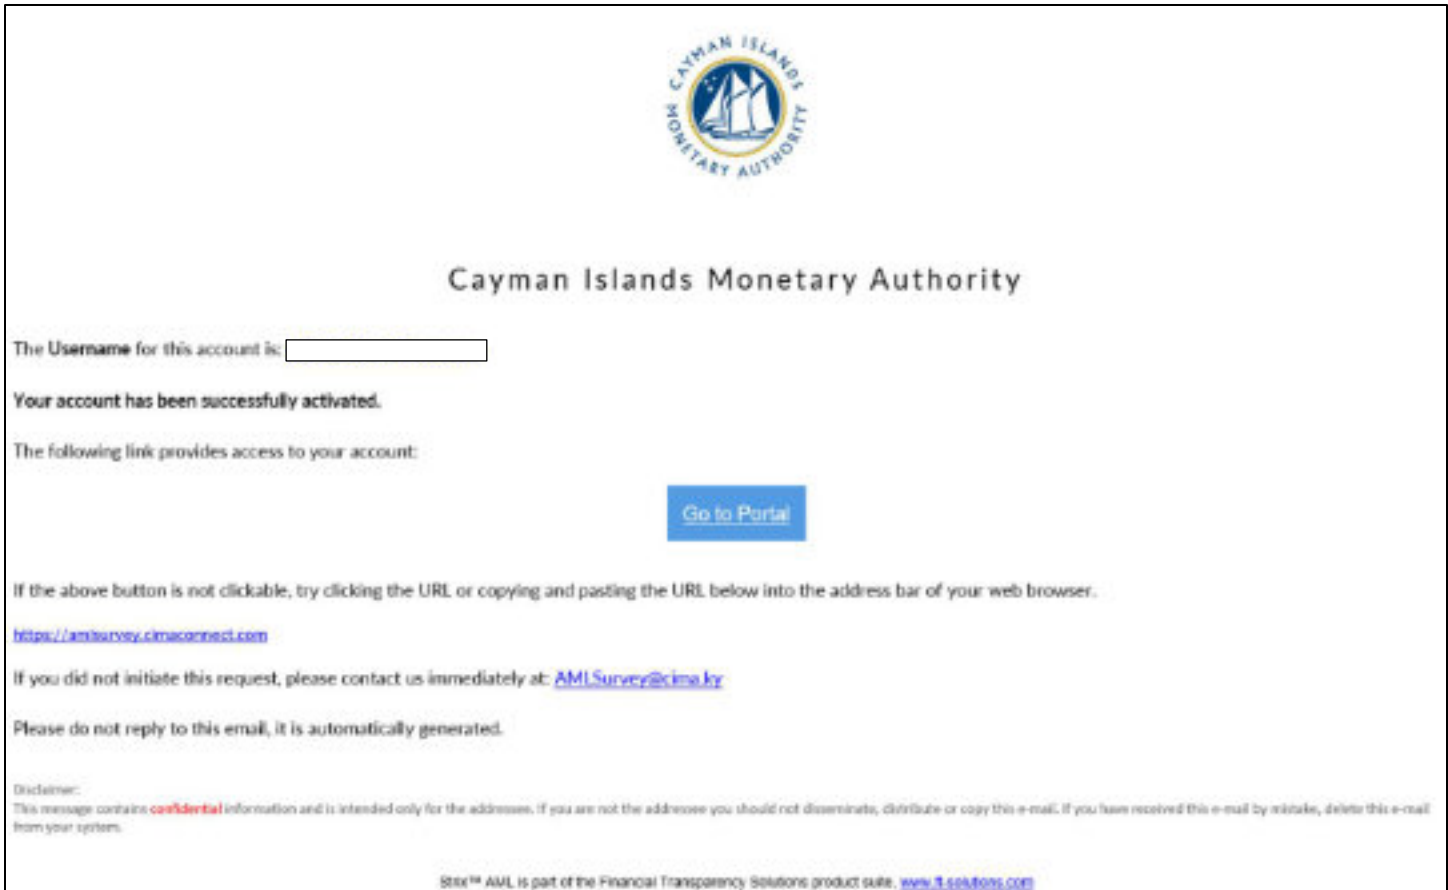 CAYMAN ISLANDS MONETARY AUTHORITY
Cayman Islands Monetary Authority
The Username for this account is:
Your account has been successfully activated.
The following link provides access to your account:
Go to Portal
If the above button is not clickable, try clicking the URL or copying and pasting the URL below into the address bar of your web browser.
https://amlsurvey.cimaconnect.com
If you did not initiate this request, please contact us immediately at: AMLSurvey@cima.ky
Please do not reply to this email, it is automatically generated.
Disclaimer:
This message contains confidential information and is intended only for the addressee. If you are not the addressee you should not disseminate, distribute or copy this e-mail. If you have received this e-mail by mistake, delete this e-mail
from your system.
Strix™ AML is part of the Financial Transparency Solutions product suite. www.ft-solutions.com